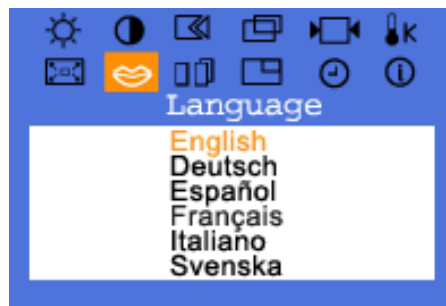 K
Language
English
Deutsch
Español
Français
Italiano
Svenska